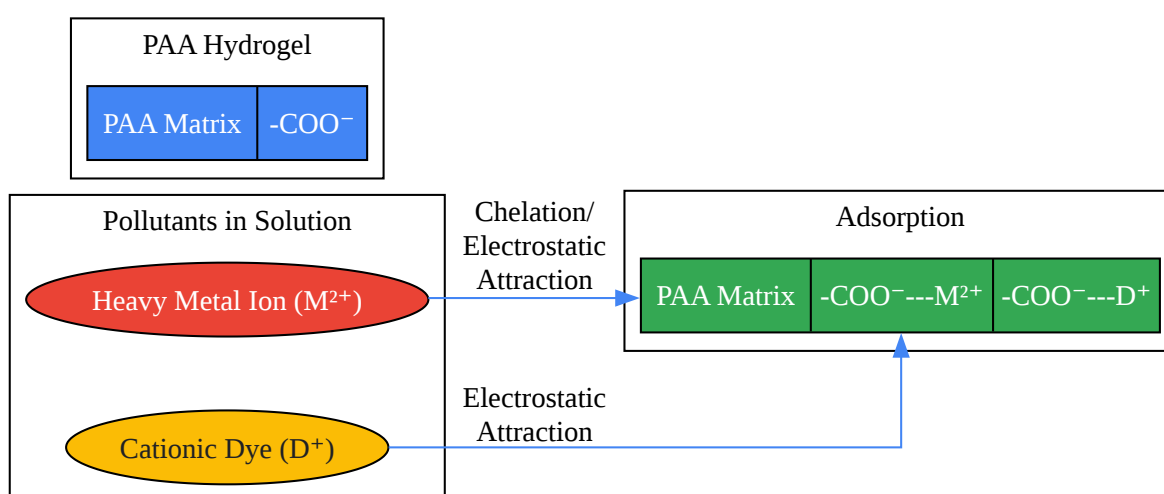 PAA Hydrogel
PAA Matrix
-COO⁻
Pollutants in Solution
Heavy Metal Ion (M²⁺)
Cationic Dye (D⁺)
Chelation/
Electrostatic
Attraction
Electrostatic
Attraction
Adsorption
PAA Matrix
-COO⁻---M²⁺
-COO⁻---D⁺